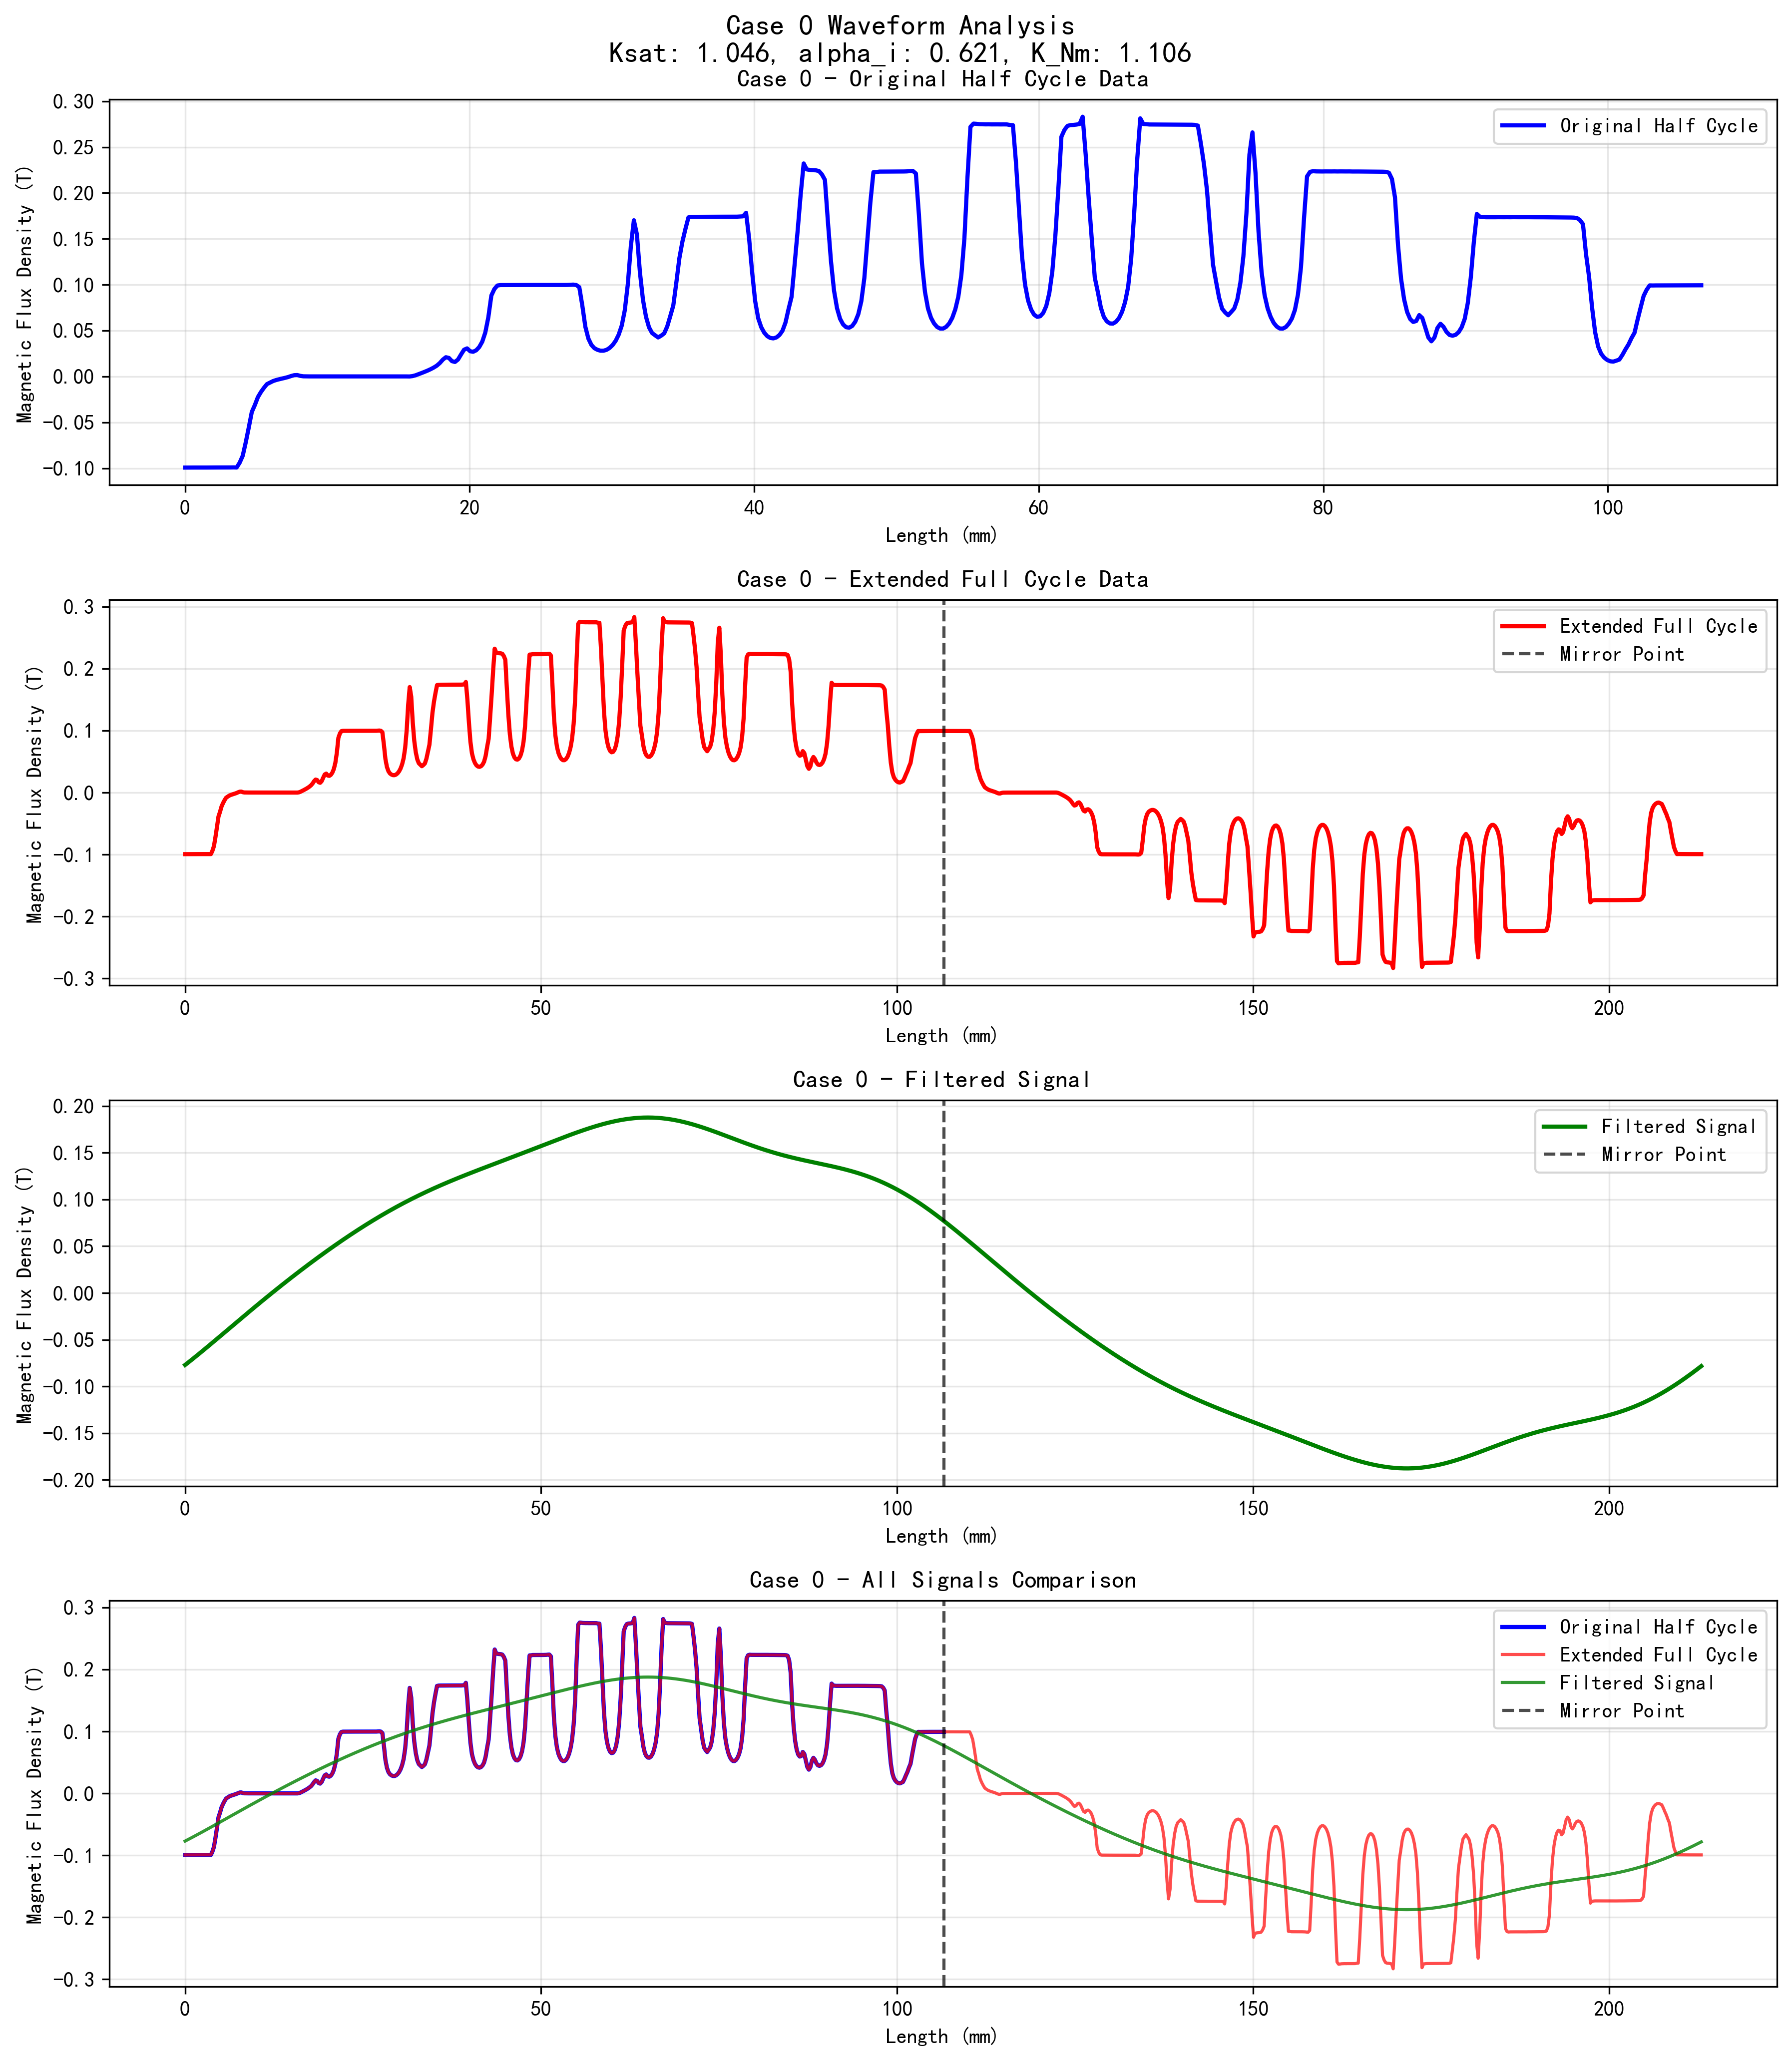 Case 0 Waveform Analysis
Ksat: 1.046, alpha_i: 0.621, K_Nm: 1.106
Case 0 - Original Half Cycle Data
Magnetic Flux Density (T)
0.30
0.25
0.20
0.15
0.10
0.05
0.00
-0.05
-0.10
Original Half Cycle
0 20 40 60 80 100
Length (mm)
Case 0 - Extended Full Cycle Data
Magnetic Flux Density (T)
0.3
0.2
0.1
0.0
-0.1
-0.2
-0.3
Extended Full Cycle
Mirror Point
0 50 100 150 200
Length (mm)
Case 0 - Filtered Signal
Magnetic Flux Density (T)
0.20
0.15
0.10
0.05
0.00
-0.05
-0.10
-0.15
-0.20
Filtered Signal
Mirror Point
0 50 100 150 200
Length (mm)
Case 0 - All Signals Comparison
Magnetic Flux Density (T)
0.3
0.2
0.1
0.0
-0.1
-0.2
-0.3
Original Half Cycle
Extended Full Cycle
Filtered Signal
Mirror Point
0 50 100 150 200
Length (mm)